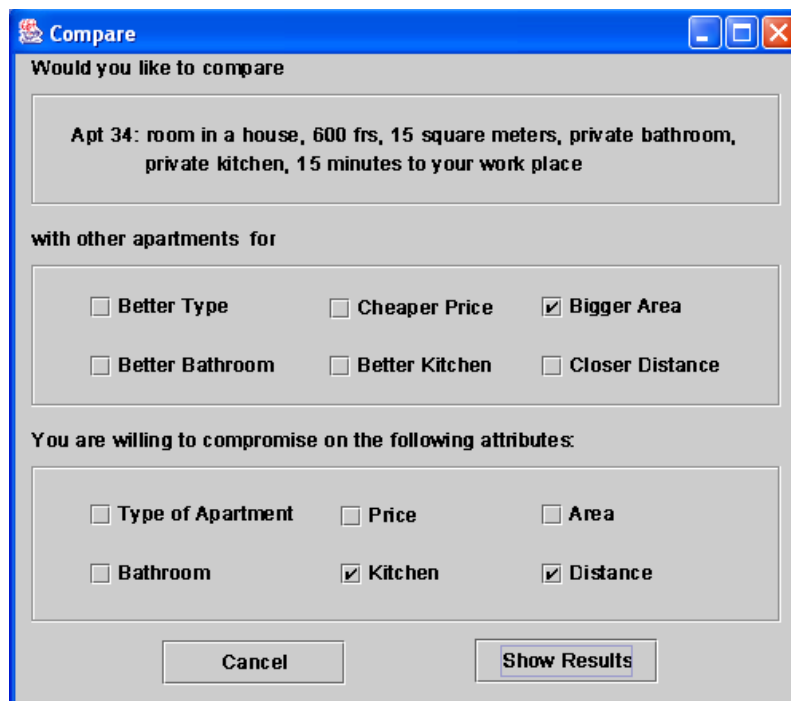 Compare
Would you like to compare
Apt 34: room in a house, 600 frs, 15 square meters, private bathroom,
private kitchen, 15 minutes to your work place
with other apartments for
Better Type Cheaper Price Bigger Area
Better Bathroom Better Kitchen Closer Distance
You are willing to compromise on the following attributes:
Type of Apartment Price Area
Bathroom Kitchen Distance
Cancel Show Results